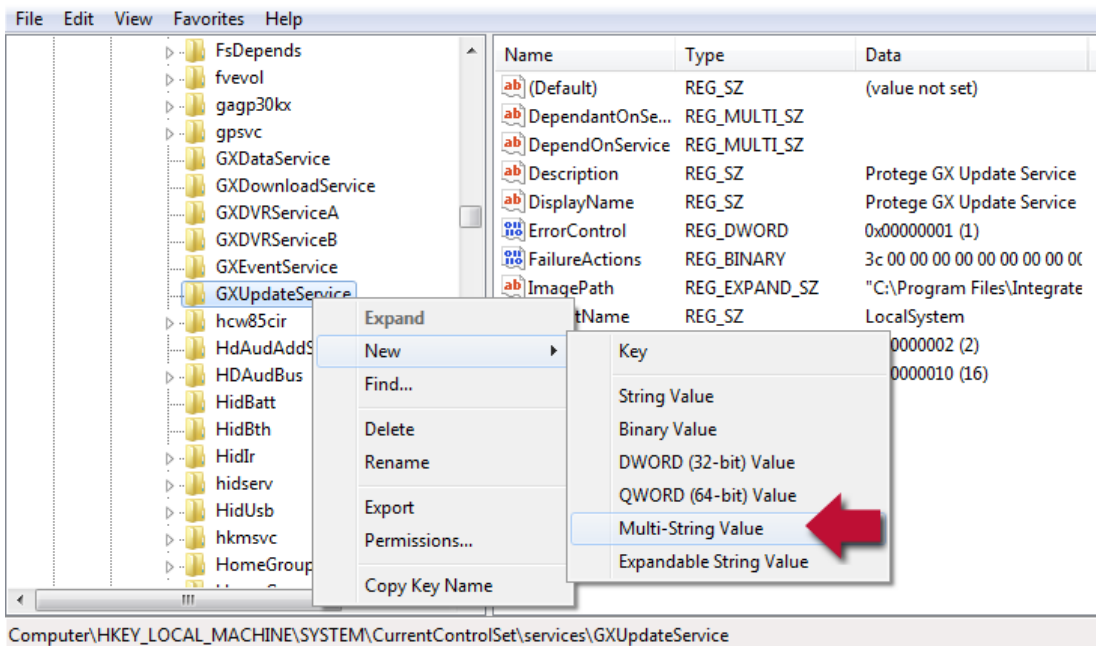 File Edit View Favorites Help
FsDepends
fvevol
gagp30kx
gpsvc
GXDataService
GXDownloadService
GXDVRServiceA
GXDVRServiceB
GXEventService
GXUpdateService
hcw85cir
HdAudAddS
HDAudBus
HidBatt
HidBth
HidIr
hidserv
HidUsb
hkmsvc
HomeGroup
Name Type Data
(Default) REG_SZ (value not set)
DependantOnSe... REG_MULTI_SZ
DependOnService REG_MULTI_SZ
Description REG_SZ Protege GX Update Service
DisplayName REG_SZ Protege GX Update Service
ErrorControl REG_DWORD 0x00000001 (1)
FailureActions REG_BINARY 3c 00 00 00 00 00 00 00 00 00
ImagePath REG_EXPAND_SZ "C:\Program Files\Integrate
tName REG_SZ LocalSystem
0000002 (2)
0000010 (16)
Expand
New
Find...
Delete
Rename
Export
Permissions...
Copy Key Name
Key
String Value
Binary Value
DWORD (32-bit) Value
QWORD (64-bit) Value
Multi-String Value
Expandable String Value
Computer\HKEY_LOCAL_MACHINE\SYSTEM\CurrentControlSet\services\GXUpdateService